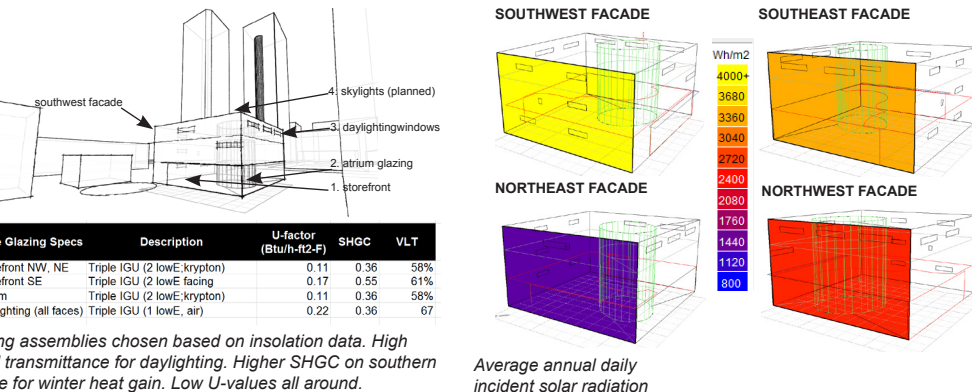 southwest facade
4. skylights (planned)
3. daylightingwindows
2. atrium glazing
1. storefront
Glazing Specs Description U-factor (Btu/h-ft2-F) SHGC VLT
NW, NE Triple IGU (2 lowE;krypton) 0.11 0.36 58%
SE Triple IGU (2 lowE facing 0.17 0.55 61%
Triple IGU (2 lowE;krypton) 0.11 0.36 58%
(all faces) Triple IGU (1 lowE, air) 0.22 0.36 67
assemblies chosen based on insolation data. High
transmittance for daylighting. Higher SHGC on southern
for winter heat gain. Low U-values all around.
SOUTHWEST FACADE
SOUTHEAST FACADE
Wh/m2
4000+
3680
3360
3040
2720
2400
2080
1760
1440
1120
800
NORTHEAST FACADE
NORTHWEST FACADE
Average annual daily
incident solar radiation